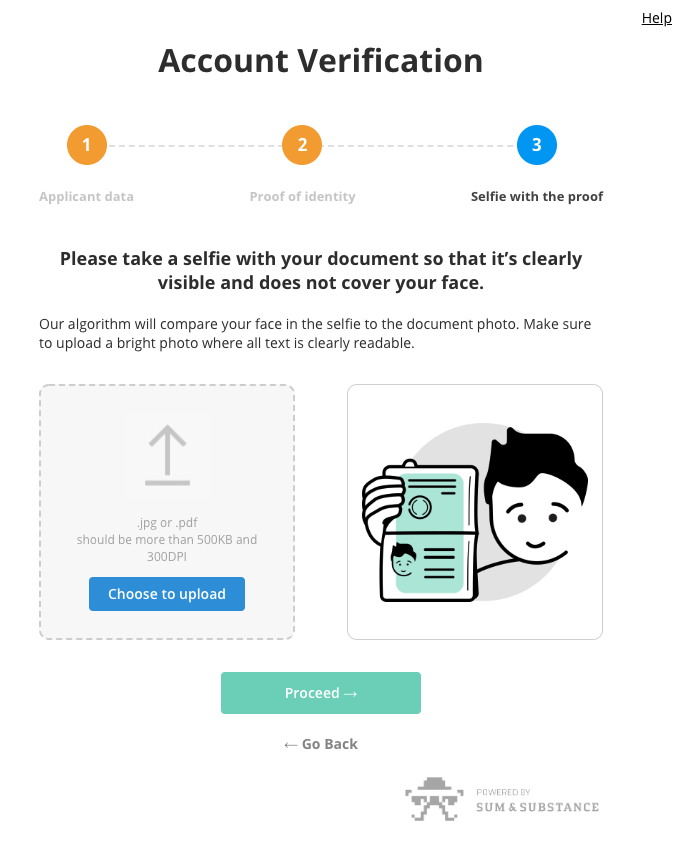 Help
Account Verification
1
2
3
Applicant data
Proof of identity
Selfie with the proof
Please take a selfie with your document so that it’s clearly
visible and does not cover your face.
Our algorithm will compare your face in the selfie to the document photo. Make sure
to upload a bright photo where all text is clearly readable.
.jpg or .pdf
should be more than 500KB and
300DPI
Choose to upload
Proceed →
← Go Back
POWERED BY
SUM & SUBSTANCE